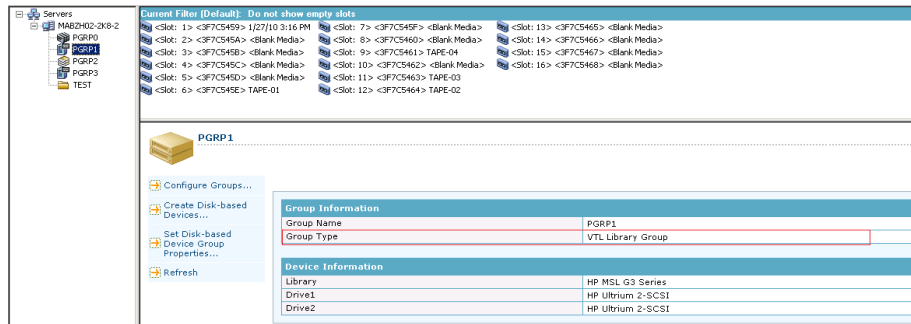 Servers
MABZH02-2K8-2
PGRP0
PGRP1
PGRP2
PGRP3
TEST
Current Filter (Default): Do not show empty slots
<Slot: 1> <3F7C5459> 1/27/10 3:16 PM
<Slot: 2> <3F7C545A> <Blank Media>
<Slot: 3> <3F7C545B> <Blank Media>
<Slot: 4> <3F7C545C> <Blank Media>
<Slot: 5> <3F7C545D> <Blank Media>
<Slot: 6> <3F7C545E> TAPE-01
<Slot: 7> <3F7C545F> <Blank Media>
<Slot: 8> <3F7C5460> <Blank Media>
<Slot: 9> <3F7C5461> TAPE-04
<Slot: 10> <3F7C5462> <Blank Media>
<Slot: 11> <3F7C5463> TAPE-03
<Slot: 12> <3F7C5464> TAPE-02
<Slot: 13> <3F7C5465> <Blank Media>
<Slot: 14> <3F7C5466> <Blank Media>
<Slot: 15> <3F7C5467> <Blank Media>
<Slot: 16> <3F7C5468> <Blank Media>
PGRP1
Configure Groups...
Create Disk-based
Devices...
Set Disk-based
Device Group
Properties...
Refresh
Group Information
Group Name PGRP1
Group Type VTL Library Group
Device Information
Library HP MSL G3 Series
Drive1 HP Ultrium 2-SCSI
Drive2 HP Ultrium 2-SCSI